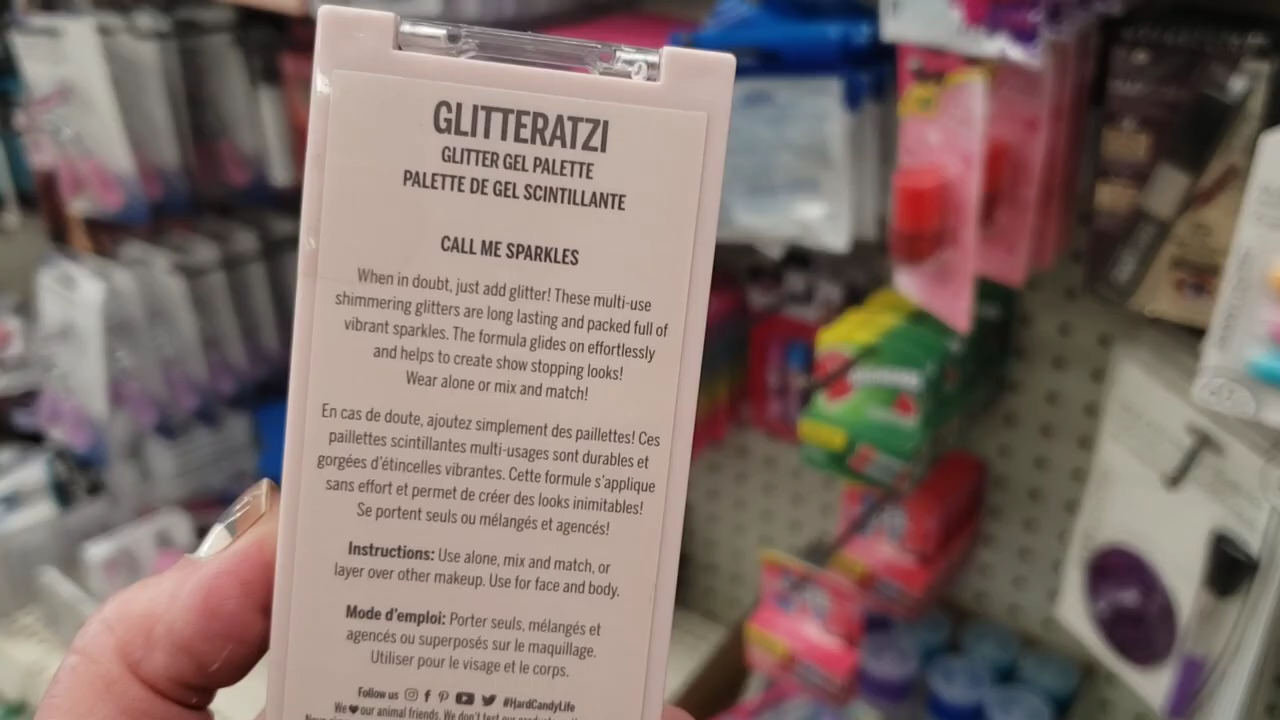 GLITTERATZI
GLITTER GEL PALETTE
PALETTE DE GEL SCINTILLANTE
CALL ME SPARKLES
When in doubt, just add glitter! These multi-use
shimmering glitters are long lasting and packed full of
vibrant sparkles. The formula glides on effortlessly
and helps to create show stopping looks!
Wear alone or mix and match!
En cas de doute, ajoutez simplement des paillettes! Ces
paillettes scintillantes multi-usages sont durables et
gorgées d'étincelles vibrantes. Cette formule s'applique
sans effort et permet de créer des looks inimitables!
Se portent seuls ou mélangés et agencés!
Instructions: Use alone, mix and match, or
layer over other makeup. Use for face and body.
Mode d'emploi: Porter seuls, mélangés et
agencés ou superposés sur le maquillage.
Utiliser pour le visage et le corps.
Follow us #HardCandyLife
We ♥ our animal friends. We don't test our